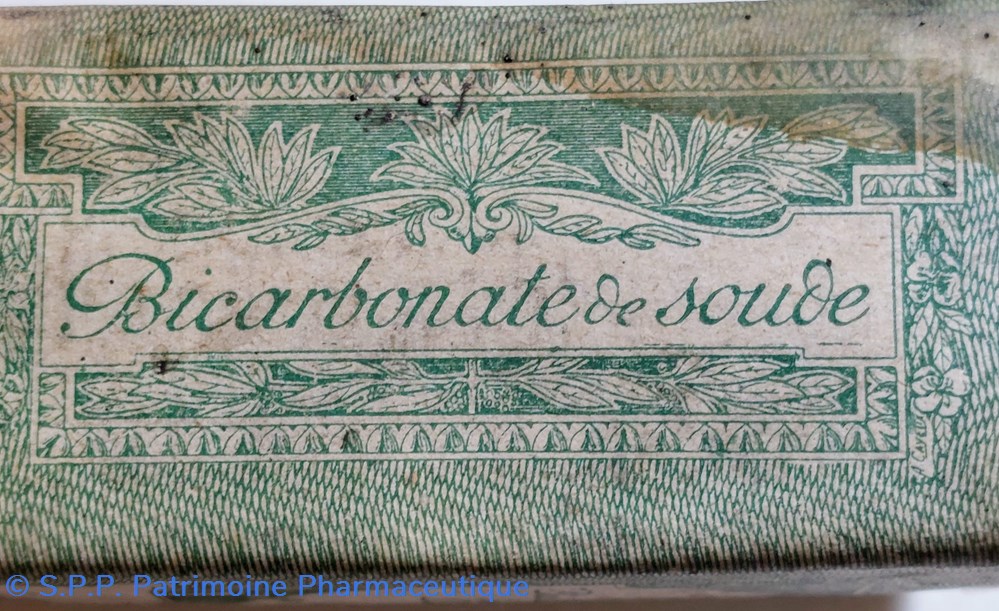 Bicarbonate de soude
© S.P.P. Patrimoine Pharmaceutique